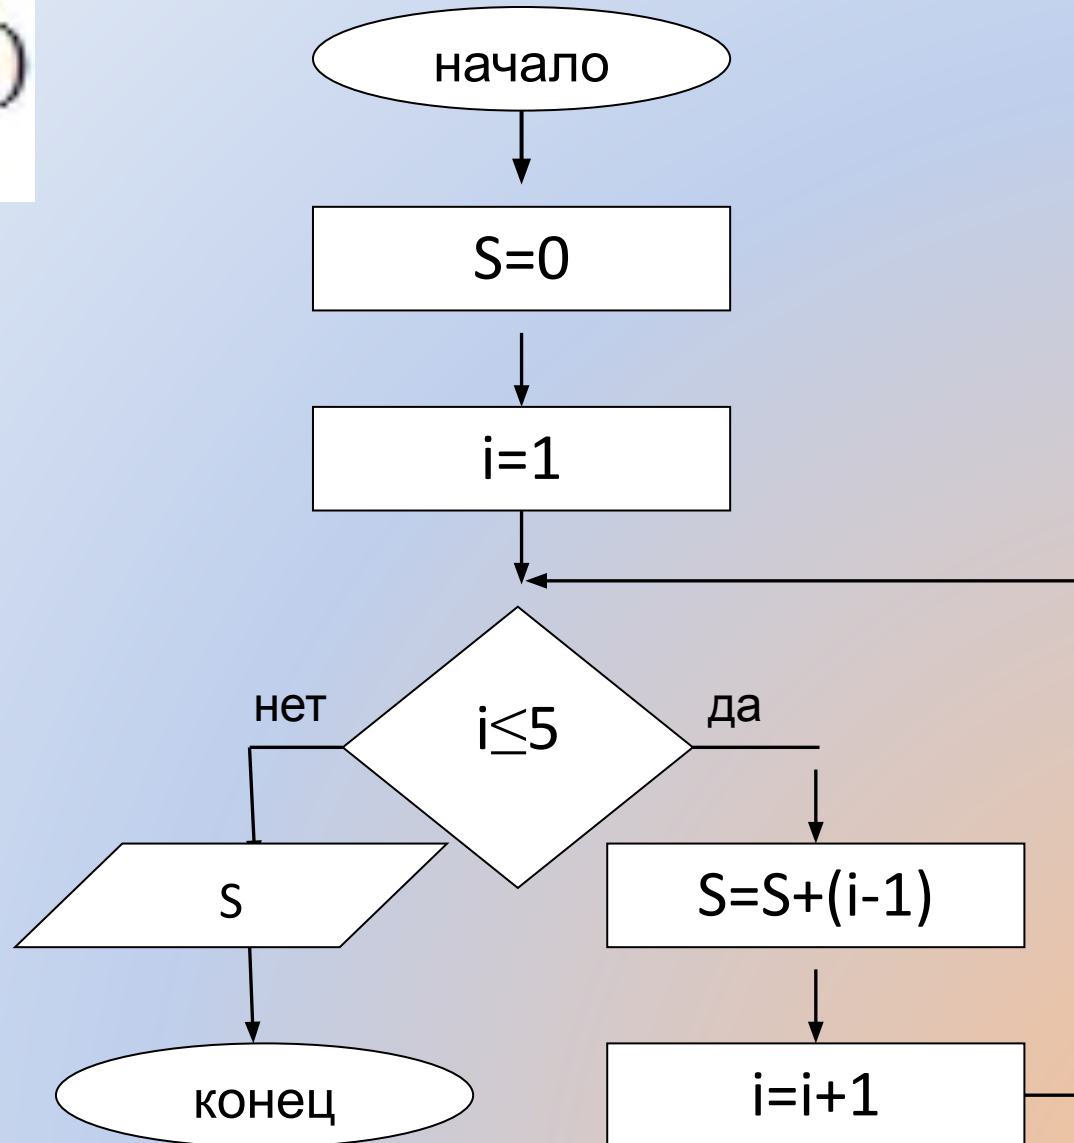 )
начало
S=0
i=1
нет
i≤5
да
S
S=S+(i-1)
конец
i=i+1